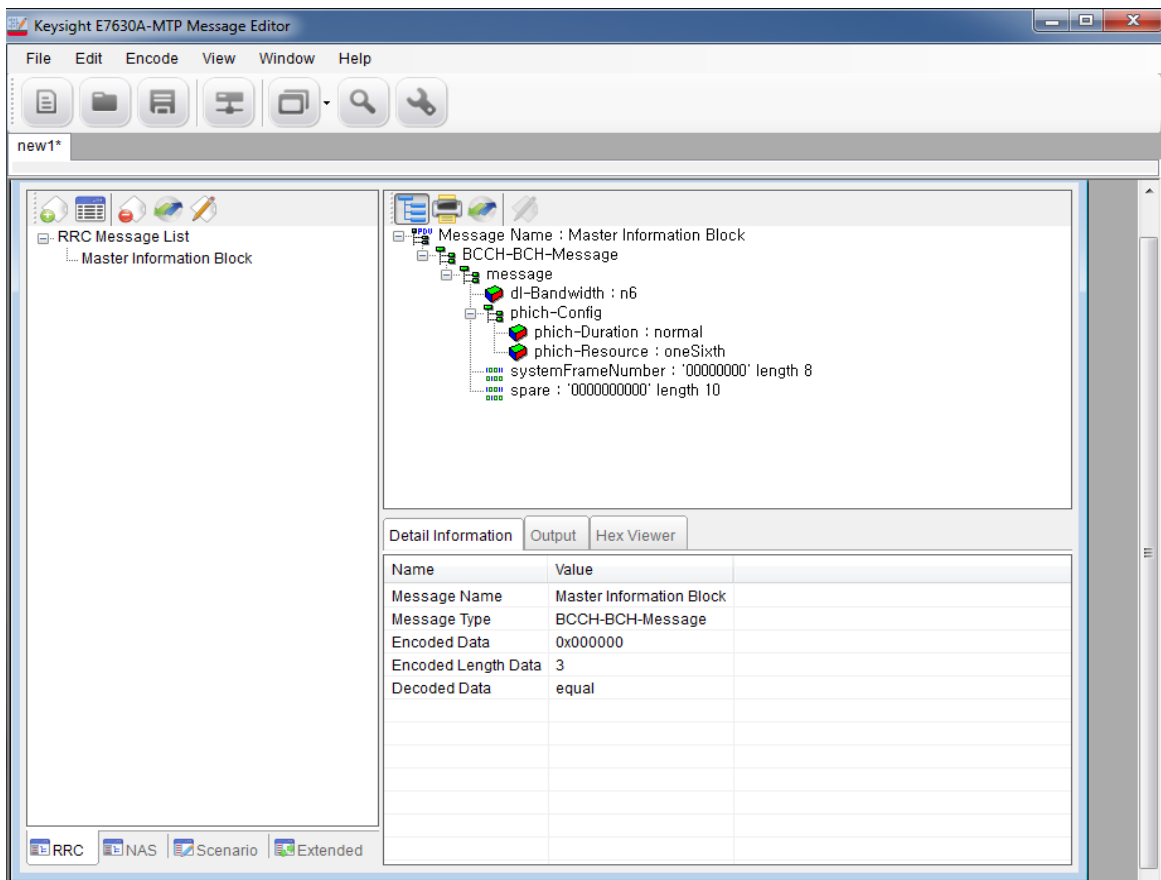 Keysight E7630A-MTP Message Editor
File Edit Encode View Window Help
new1*
RRC Message List
Master Information Block
Message Name : Master Information Block
BCCH-BCH-Message
message
dl-Bandwidth : n6
phich-Config
phich-Duration : normal
phich-Resource : oneSixth
systemFrameNumber : '00000000' length 8
spare : '0000000000' length 10
Detail Information Output Hex Viewer
Name Value
Message Name Master Information Block
Message Type BCCH-BCH-Message
Encoded Data 0x000000
Encoded Length Data 3
Decoded Data equal
RRC NAS Scenario Extended